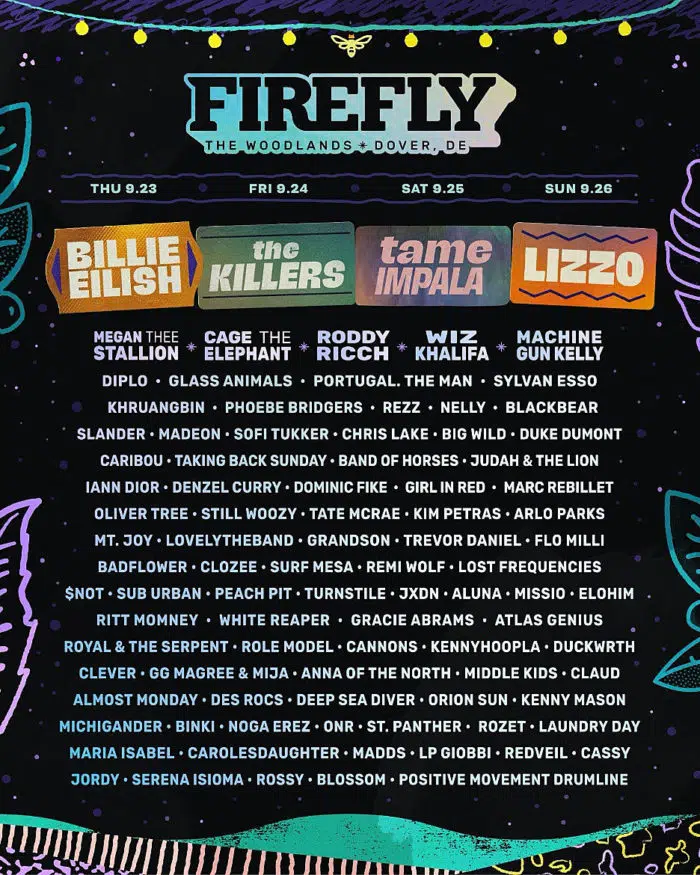 FIREFLY
THE WOODLANDS * DOVER, DE
THU 9.23 FRI 9.24 SAT 9.25 SUN 9.26
BILLIE EILISH
the KILLERS
tame IMPALA
LIZZO
MEGAN THEE STALLION * CAGE THE ELEPHANT * RODDY RICCH * WIZ KHALIFA * MACHINE GUN KELLY
DIPLO • GLASS ANIMALS • PORTUGAL. THE MAN • SYLVAN ESSO
KHRUANGBIN • PHOEBE BRIDGERS • REZZ • NELLY • BLACKBEAR
SLANDER • MADEON • SOFI TUKKER • CHRIS LAKE • BIG WILD • DUKE DUMONT
CARIBOU • TAKING BACK SUNDAY • BAND OF HORSES • JUDAH & THE LION
IANN DIOR • DENZEL CURRY • DOMINIC FIKE • GIRL IN RED • MARC REBILLET
OLIVER TREE • STILL WOOZY • TATE MCRAE • KIM PETRAS • ARLO PARKS
MT. JOY • LOVELYTHEBAND • GRANDSON • TREVOR DANIEL • FLO MILLI
BADFLOWER • CLOZEE • SURF MESA • REMI WOLF • LOST FREQUENCIES
$NOT • SUB URBAN • PEACH PIT • TURNSTILE • JXDN • ALUNA • MISSIO • ELOHIM
RITT MOMNEY • WHITE REAPER • GRACIE ABRAMS • ATLAS GENIUS
ROYAL & THE SERPENT • ROLE MODEL • CANNONS • KENNYHOOPLA • DUCKWRTH
CLEVER • GG MAGREE & MIJA • ANNA OF THE NORTH • MIDDLE KIDS • CLAUD
ALMOST MONDAY • DES ROCS • DEEP SEA DIVER • ORION SUN • KENNY MASON
MICHIGANDER • BINKI • NOGA EREZ • ONR • ST. PANTHER • ROZET • LAUNDRY DAY
MARIA ISABEL • CAROLESDAUGHTER • MADDS • LP GIOBBI • REDVEIL • CASSY
JORDY • SERENA ISIOMA • ROSSY • BLOSSOM • POSITIVE MOVEMENT DRUMLINE